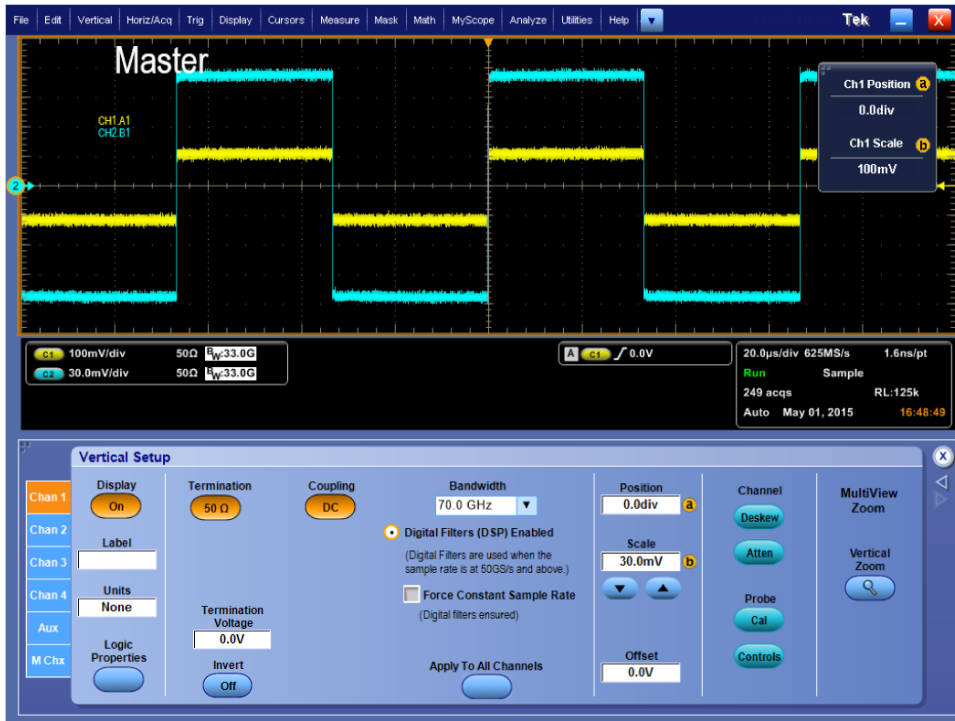 File Edit Vertical Horiz/Acq Trig Display Cursors Measure Mask Math MyScope Analyze Utilities Help Tek X
Master
CH1.A1
CH2.B1
Ch1 Position a
0.0div
Ch1 Scale b
100mV
2
C1 100mV/div 50Ω BW:33.0G
C2 30.0mV/div 50Ω BW:33.0G
A C1 0.0V
20.0µs/div 625MS/s 1.6ns/pt
Run Sample
249 acqs RL:125k
Auto May 01, 2015 16:48:49
Vertical Setup
X
Chan 1
Chan 2
Chan 3
Chan 4
Aux
M Chx
Display
On
Label
Units
None
Logic
Properties
Termination
50 Ω
Termination
Voltage
0.0V
Invert
Off
Coupling
DC
Bandwidth
70.0 GHz
Digital Filters (DSP) Enabled
(Digital Filters are used when the
sample rate is at 50GS/s and above.)
Force Constant Sample Rate
(Digital filters ensured)
Apply To All Channels
Position
0.0div a
Scale
30.0mV b
Offset
0.0V
Channel
Deskew
Atten
Probe
Cal
Controls
MultiView
Zoom
Vertical
Zoom